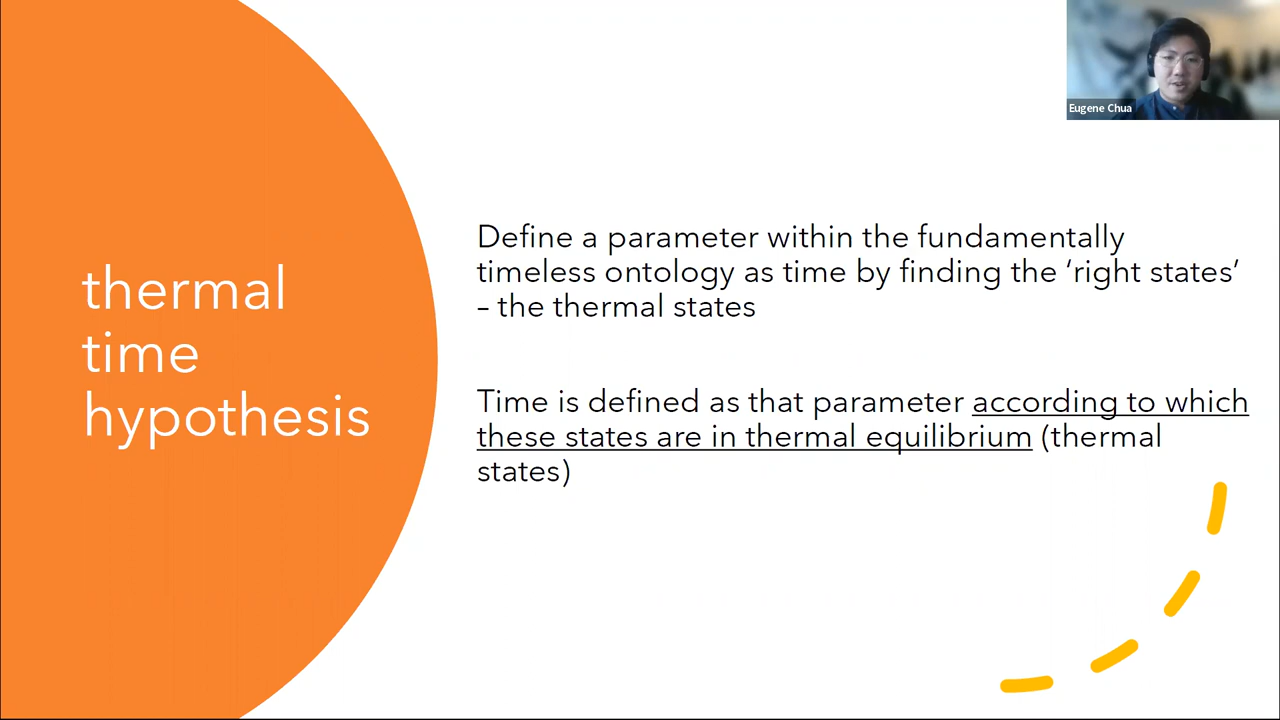 thermal
time
hypothesis
Define a parameter within the fundamentally
timeless ontology as time by finding the ‘right states’
– the thermal states
Time is defined as that parameter according to which
these states are in thermal equilibrium (thermal
states)
Eugene Chua